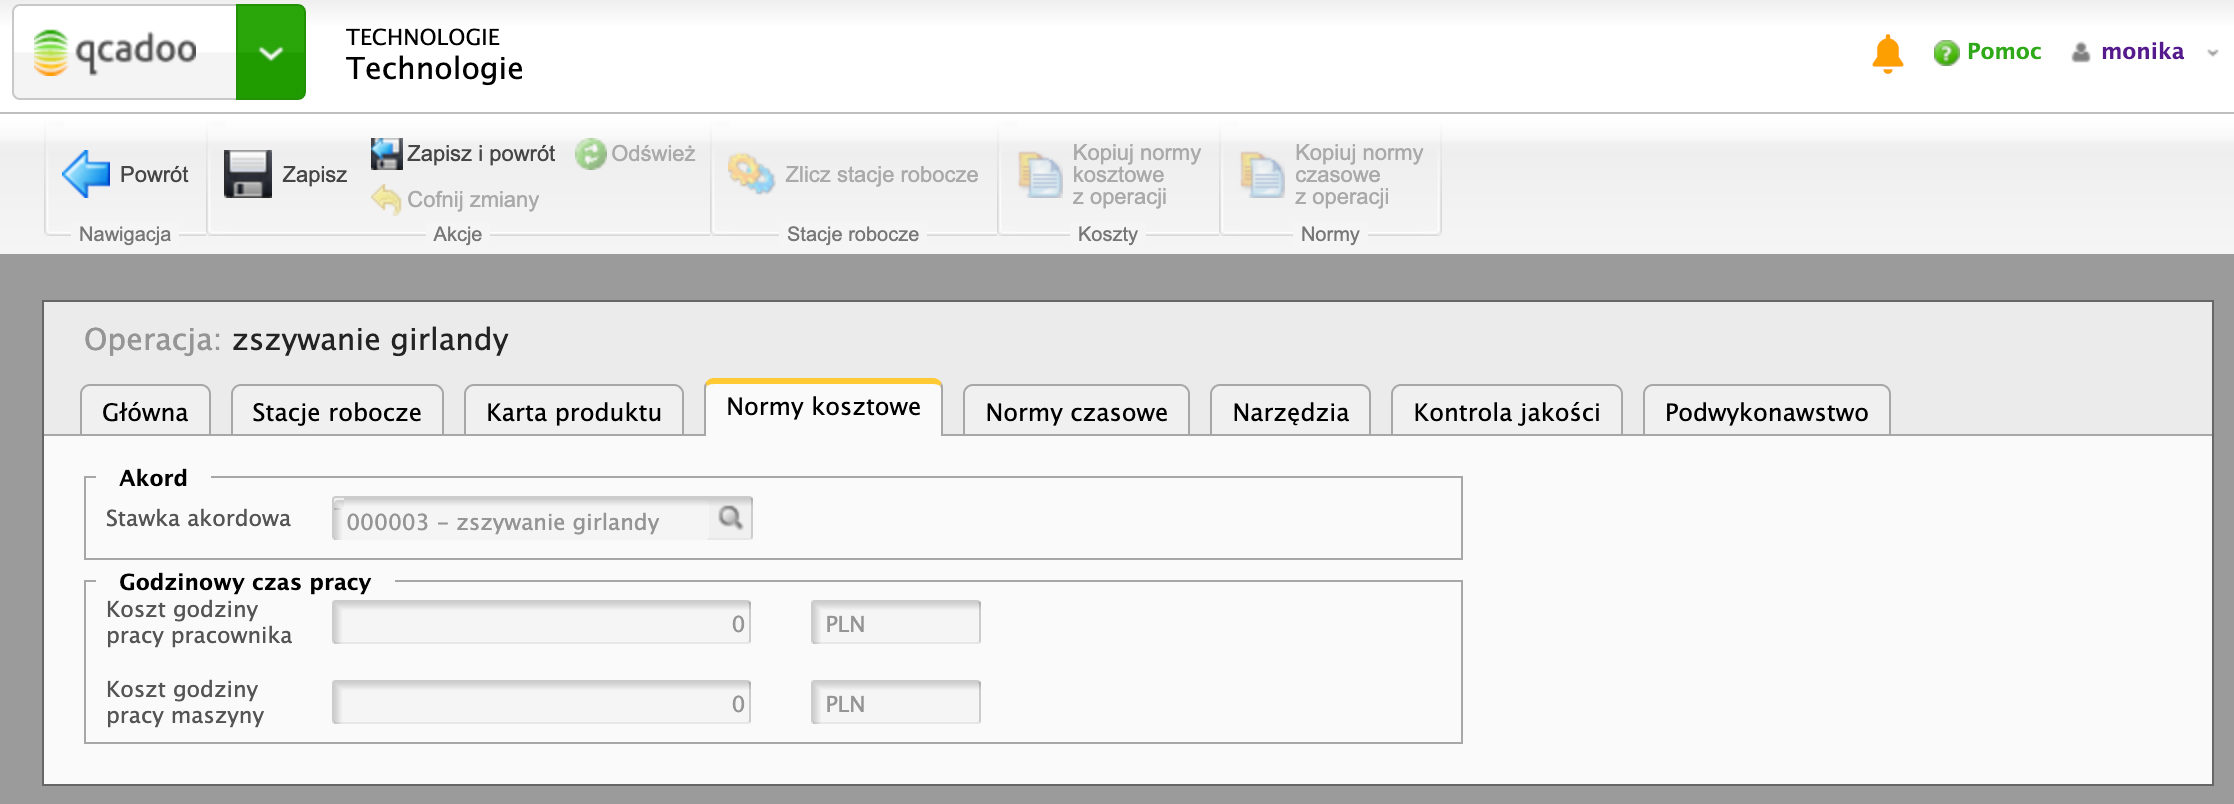 qcadoo
TECHNOLOGIE
Technologie
Pomoc
monika
Powrót
Nawigacja
Zapisz
Zapisz i powrót
Odśwież
Cofnij zmiany
Akcje
Zlicz stacje robocze
Stacje robocze
Kopiuj normy
kosztowe
z operacji
Koszty
Kopiuj normy
czasowe
z operacji
Normy
Operacja: zszywanie girlandy
Główna
Stacje robocze
Karta produktu
Normy kosztowe
Normy czasowe
Narzędzia
Kontrola jakości
Podwykonawstwo
Akord
Stawka akordowa
000003 - zszywanie girlandy
Godzinowy czas pracy
Koszt godziny
pracy pracownika
0
PLN
Koszt godziny
pracy maszyny
0
PLN